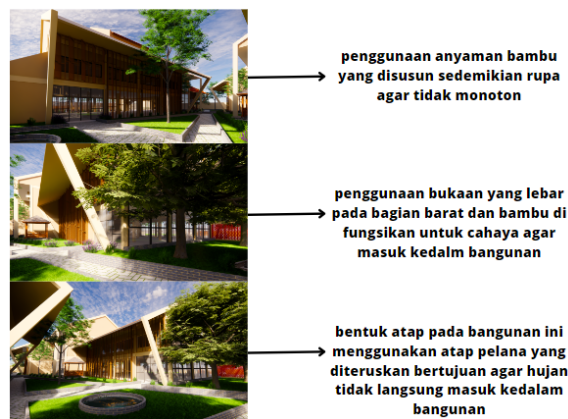 penggunaan anyaman bambu
yang disusun sedemikian rupa
agar tidak monoton
penggunaan bukaan yang lebar
pada bagian barat dan bambu di
fungsikan untuk cahaya agar
masuk kedalm bangunan
bentuk atap pada bangunan ini
menggunakan atap pelana yang
diteruskan bertujuan agar hujan
tidak langsung masuk kedalam
bangunan